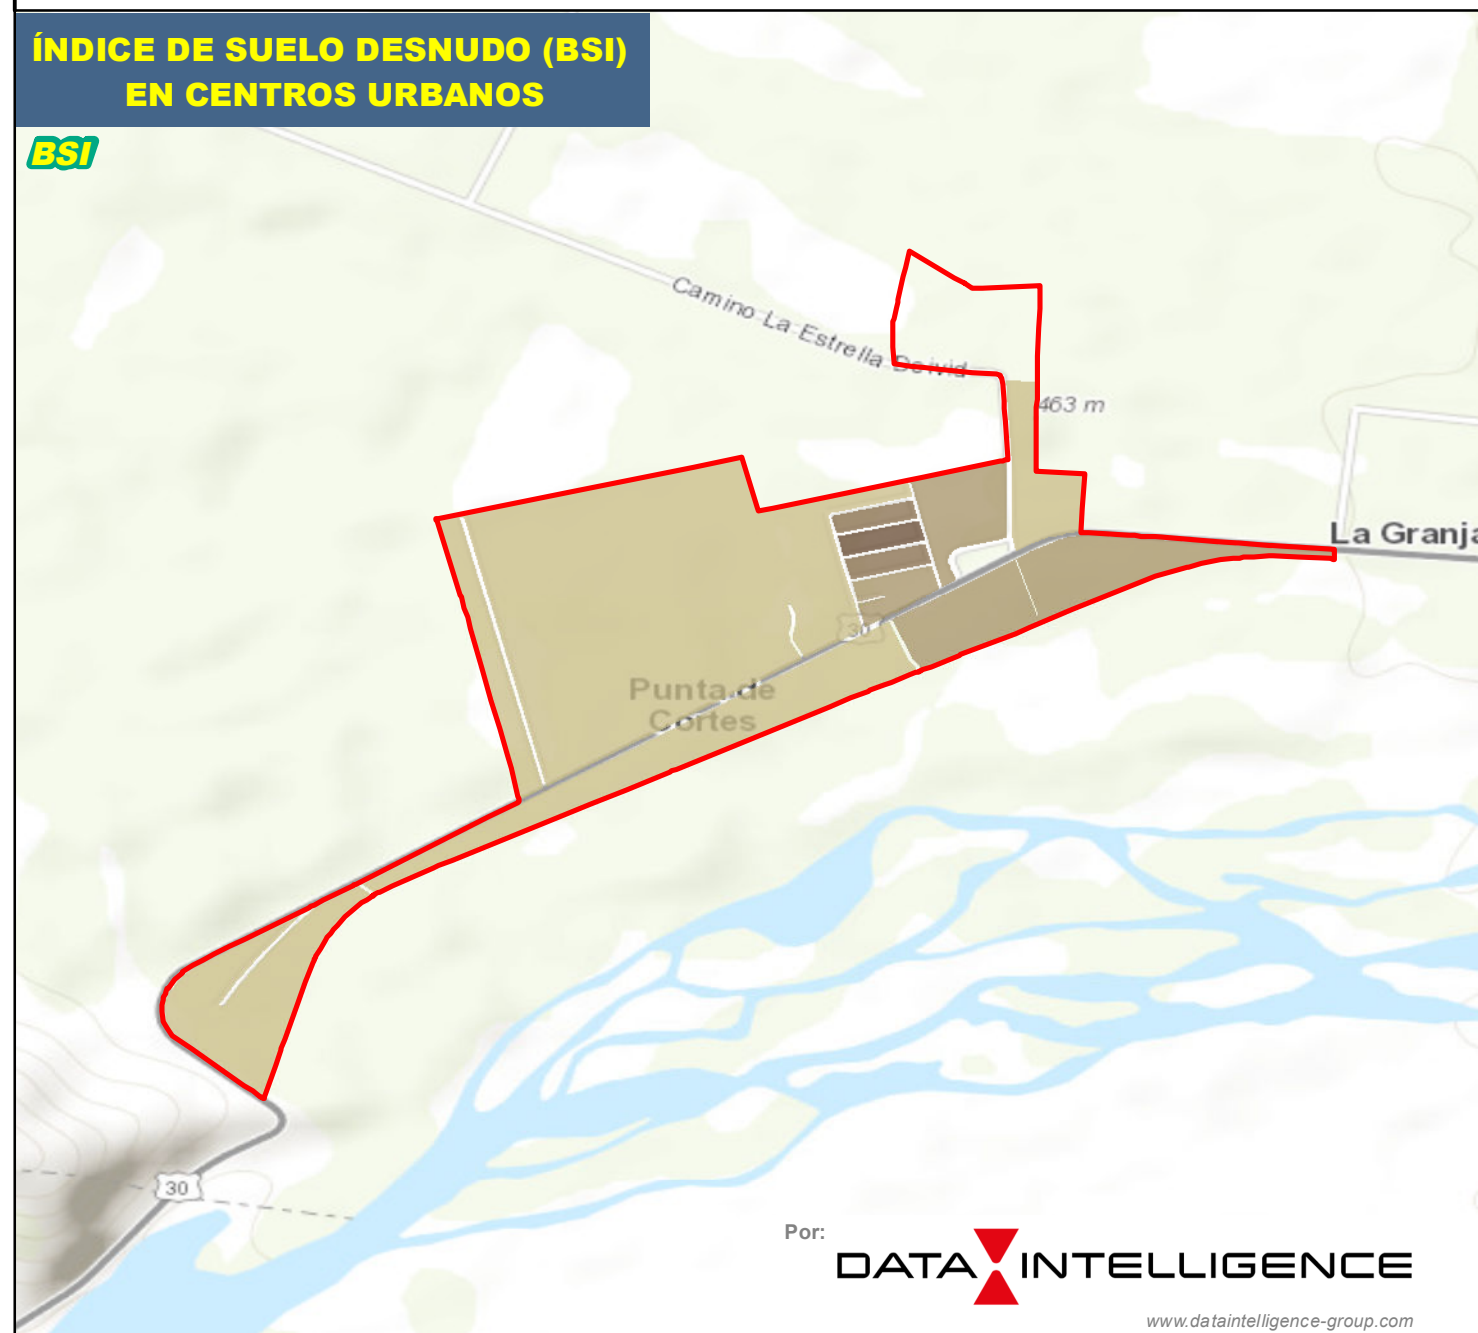 ÍNDICE DE SUELO DESNUDO (BSI)
EN CENTROS URBANOS
BSI
Camino La Estrella Deivid
463 m
La Granja
30
Punta de
Cortes
30
Por:
DATA INTELLIGENCE
www.dataintelligence-group.com